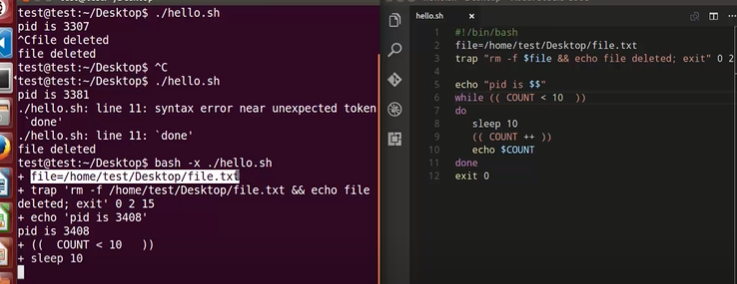 test@test:~/Desktop$ ./hello.sh
pid is 3307
^Cfile deleted
file deleted
test@test:~/Desktop$ ^C
test@test:~/Desktop$ ./hello.sh
pid is 3381
./hello.sh: line 11: syntax error near unexpected token
`done'
./hello.sh: line 11: `done'
file deleted
test@test:~/Desktop$ bash -x ./hello.sh
+ file=/home/test/Desktop/file.txt
+ trap 'rm -f /home/test/Desktop/file.txt && echo file
deleted; exit' 0 2 15
+ echo 'pid is 3408'
pid is 3408
+ (( COUNT < 10 ))
+ sleep 10
hello.sh ×
1 #!/bin/bash
2 file=/home/test/Desktop/file.txt
3 trap "rm -f $file && echo file deleted; exit" 0 2
4
5 echo "pid is $$"
6 while (( COUNT < 10 ))
7 do
8 sleep 10
9 (( COUNT ++ ))
10 echo $COUNT
11 done
12 exit 0